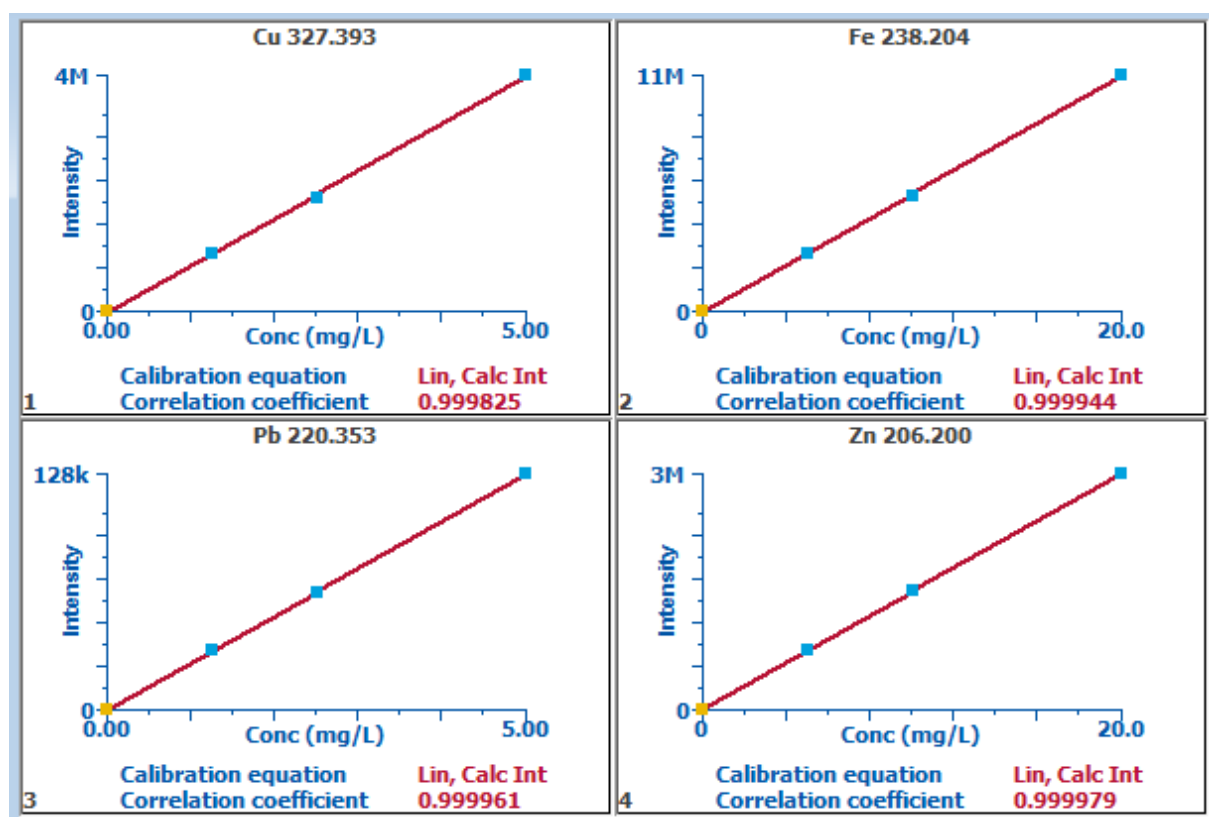 Cu 327.393
4M
Intensity
0
0.00 Conc (mg/L) 5.00
Calibration equation Lin, Calc Int
1 Correlation coefficient 0.999825
Fe 238.204
11M
Intensity
0
0 Conc (mg/L) 20.0
Calibration equation Lin, Calc Int
2 Correlation coefficient 0.999944
Pb 220.353
128k
Intensity
0
0.00 Conc (mg/L) 5.00
Calibration equation Lin, Calc Int
3 Correlation coefficient 0.999961
Zn 206.200
3M
Intensity
0
0 Conc (mg/L) 20.0
Calibration equation Lin, Calc Int
4 Correlation coefficient 0.999979